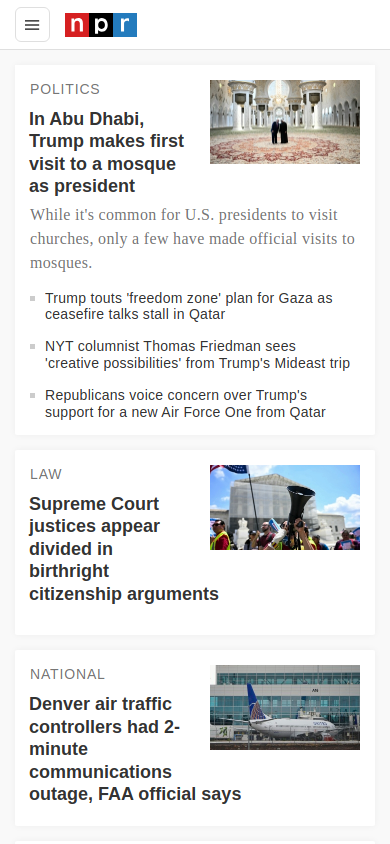 npr
POLITICS
In Abu Dhabi,
Trump makes first
visit to a mosque
as president
While it's common for U.S. presidents to visit
churches, only a few have made official visits to
mosques.
Trump touts 'freedom zone' plan for Gaza as
ceasefire talks stall in Qatar
NYT columnist Thomas Friedman sees
'creative possibilities' from Trump's Mideast trip
Republicans voice concern over Trump's
support for a new Air Force One from Qatar
LAW
Supreme Court
justices appear
divided in
birthright
citizenship arguments
NATIONAL
Denver air traffic
controllers had 2-
minute
communications
outage, FAA official says